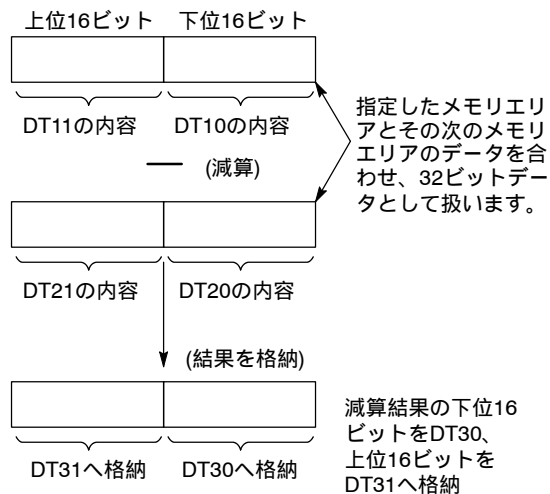 上位16ビット 下位16ビット
DT11の内容 DT10の内容
指定したメモリエリ
アとその次のメモリ
エリアのデータを合
わせ、32ビットデー
タとして扱います。
― (減算)
DT21の内容 DT20の内容
(結果を格納)
DT31へ格納 DT30へ格納
減算結果の下位16
ビットをDT30、
上位16ビットを
DT31へ格納